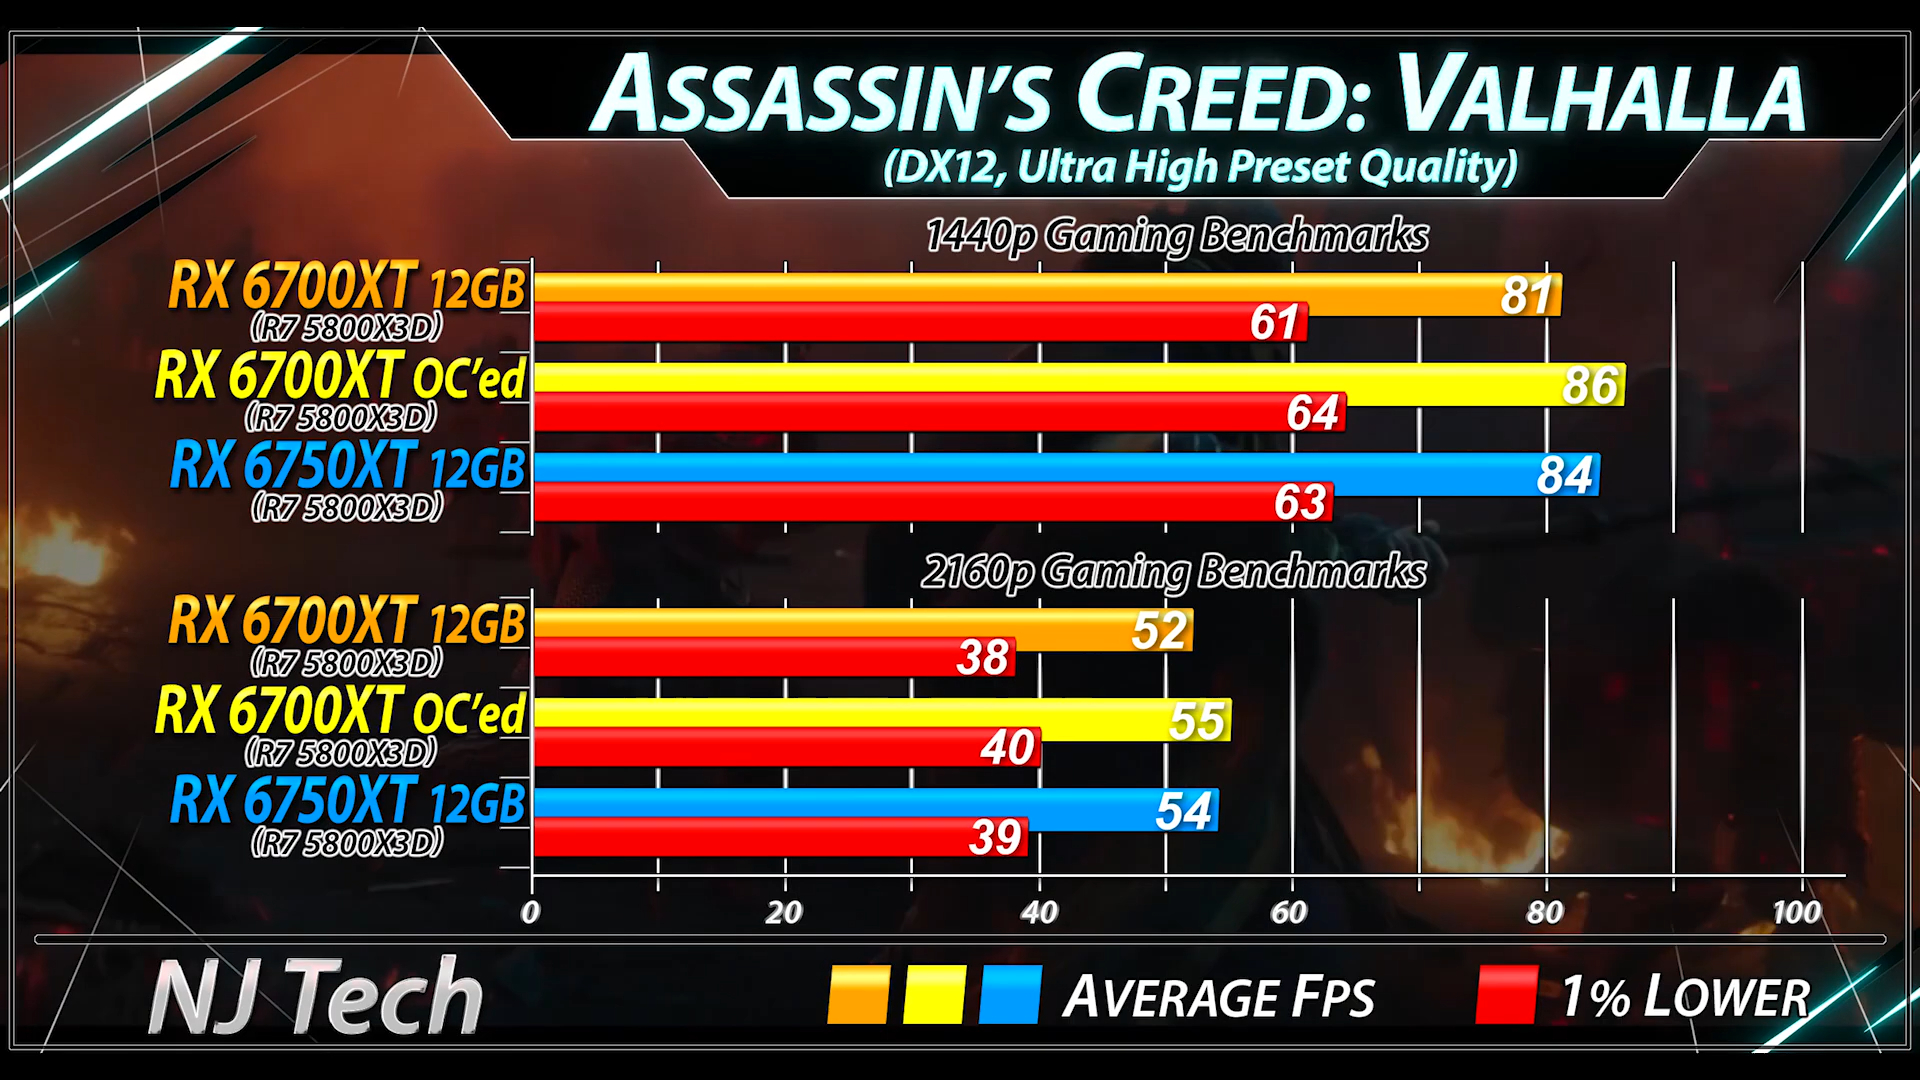 ASSASSIN'S CREED: VALHALLA
(DX12, Ultra High Preset Quality)
1440p Gaming Benchmarks
RX 6700XT 12GB
(R7 5800X3D)
81
61
RX 6700XT OC'ed
(R7 5800X3D)
86
64
RX 6750XT 12GB
(R7 5800X3D)
84
63
2160p Gaming Benchmarks
RX 6700XT 12GB
(R7 5800X3D)
52
38
RX 6700XT OC'ed
(R7 5800X3D)
55
40
RX 6750XT 12GB
(R7 5800X3D)
54
39
0 20 40 60 80 100
NJ Tech
AVERAGE FPS
1% LOWER